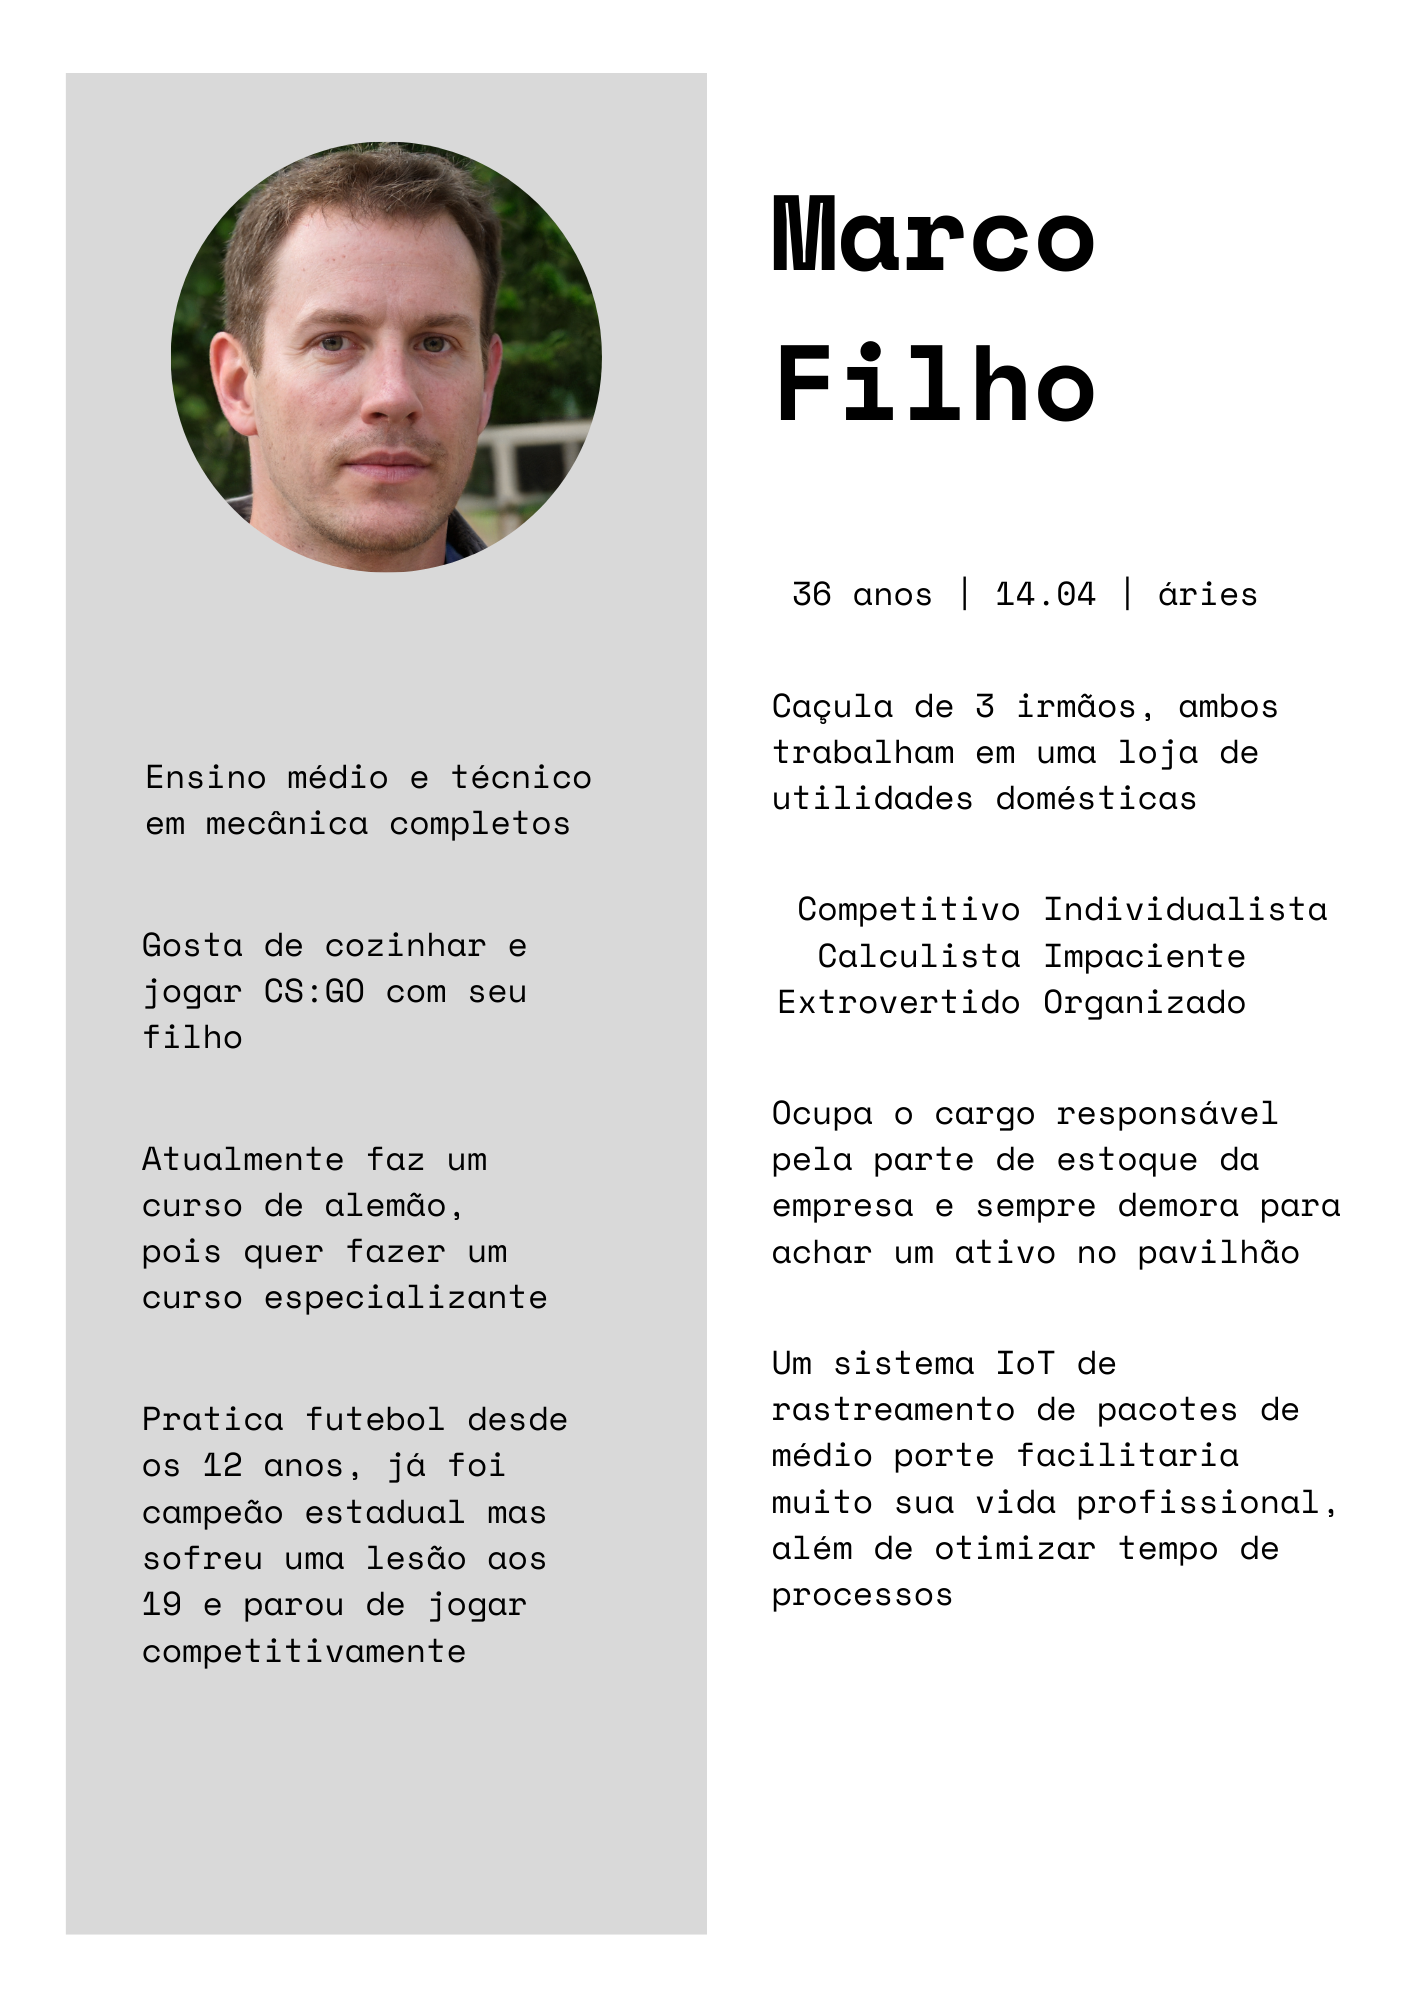 Marco
Filho
36 anos | 14.04 | áries
Caçula de 3 irmãos, ambos
trabalham em uma loja de
utilidades domésticas
Competitivo Individualista
Calculista Impaciente
Extrovertido Organizado
Ocupa o cargo responsável
pela parte de estoque da
empresa e sempre demora para
achar um ativo no pavilhão
Um sistema IoT de
rastreamento de pacotes de
médio porte facilitaria
muito sua vida profissional,
além de otimizar tempo de
processos
Ensino médio e técnico
em mecânica completos
Gosta de cozinhar e
jogar CS:GO com seu
filho
Atualmente faz um
curso de alemão,
pois quer fazer um
curso especializante
Pratica futebol desde
os 12 anos, já foi
campeão estadual mas
sofreu uma lesão aos
19 e parou de jogar
competitivamente